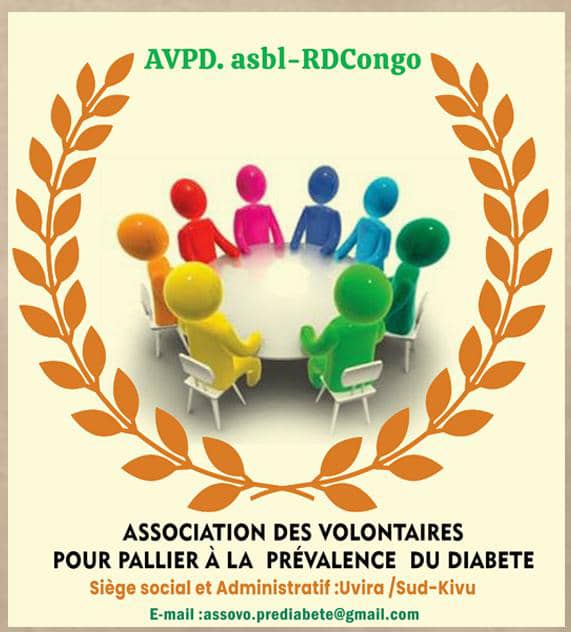 AVPD. asbl-RDCongo
ASSOCIATION DES VOLONTAIRES
POUR PALLIER À LA PRÉVALENCE DU DIABETE
Siège social et Administratif :Uvira /Sud-Kivu
E-mail :assovo.prediabete@gmail.com